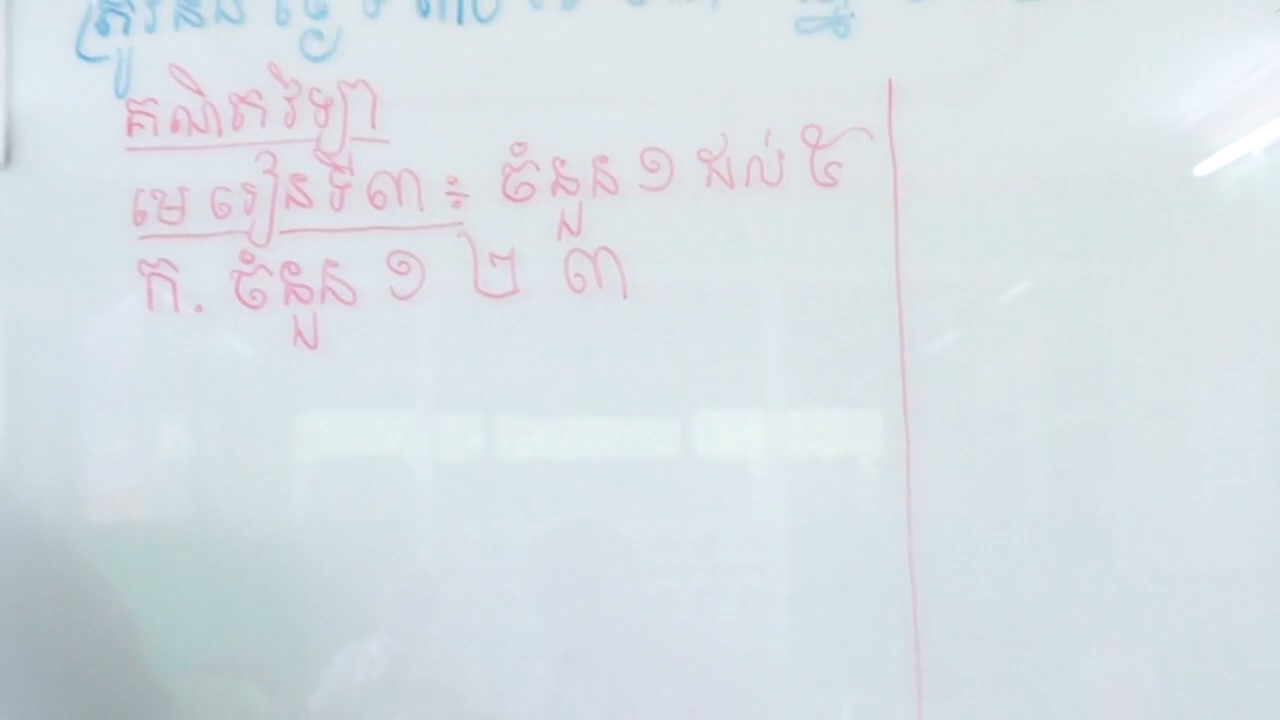 គណិតវិទ្យា
មេរៀនទី៣៖ ចំនួន ១ ដល់ ៥
ក. ចំនួន ១ ២ ៣